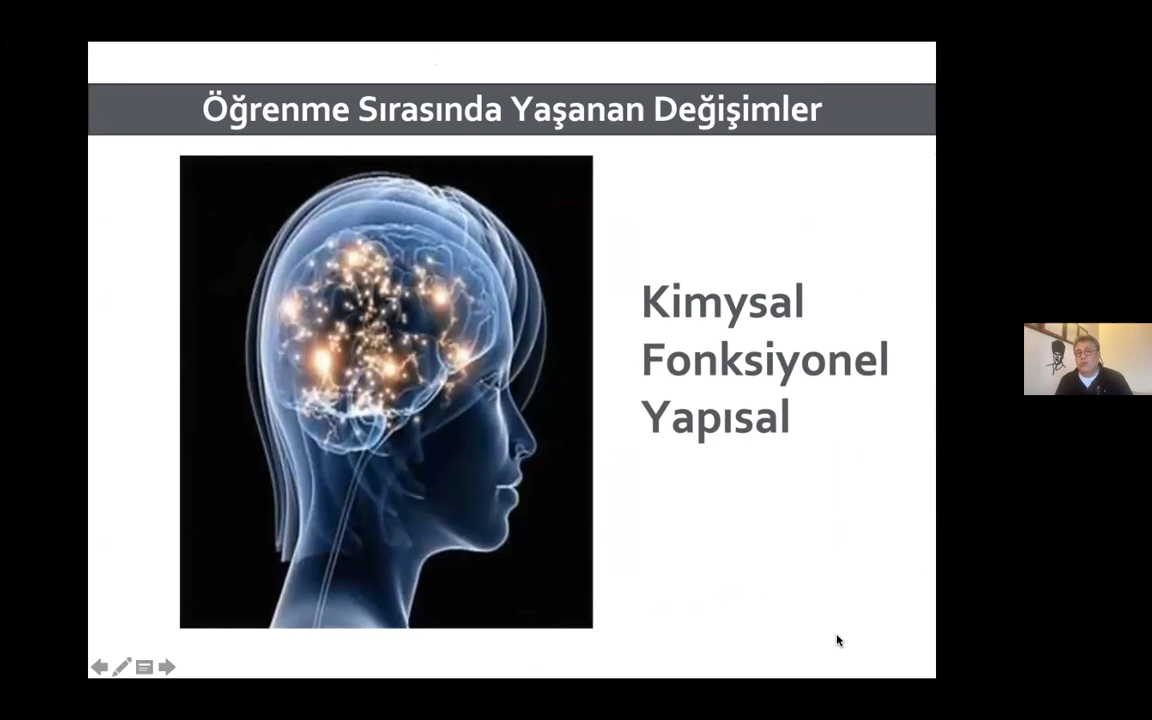 Öğrenme Sırasında Yaşanan Değişimler
Kimysal
Fonksiyonel
Yapısal